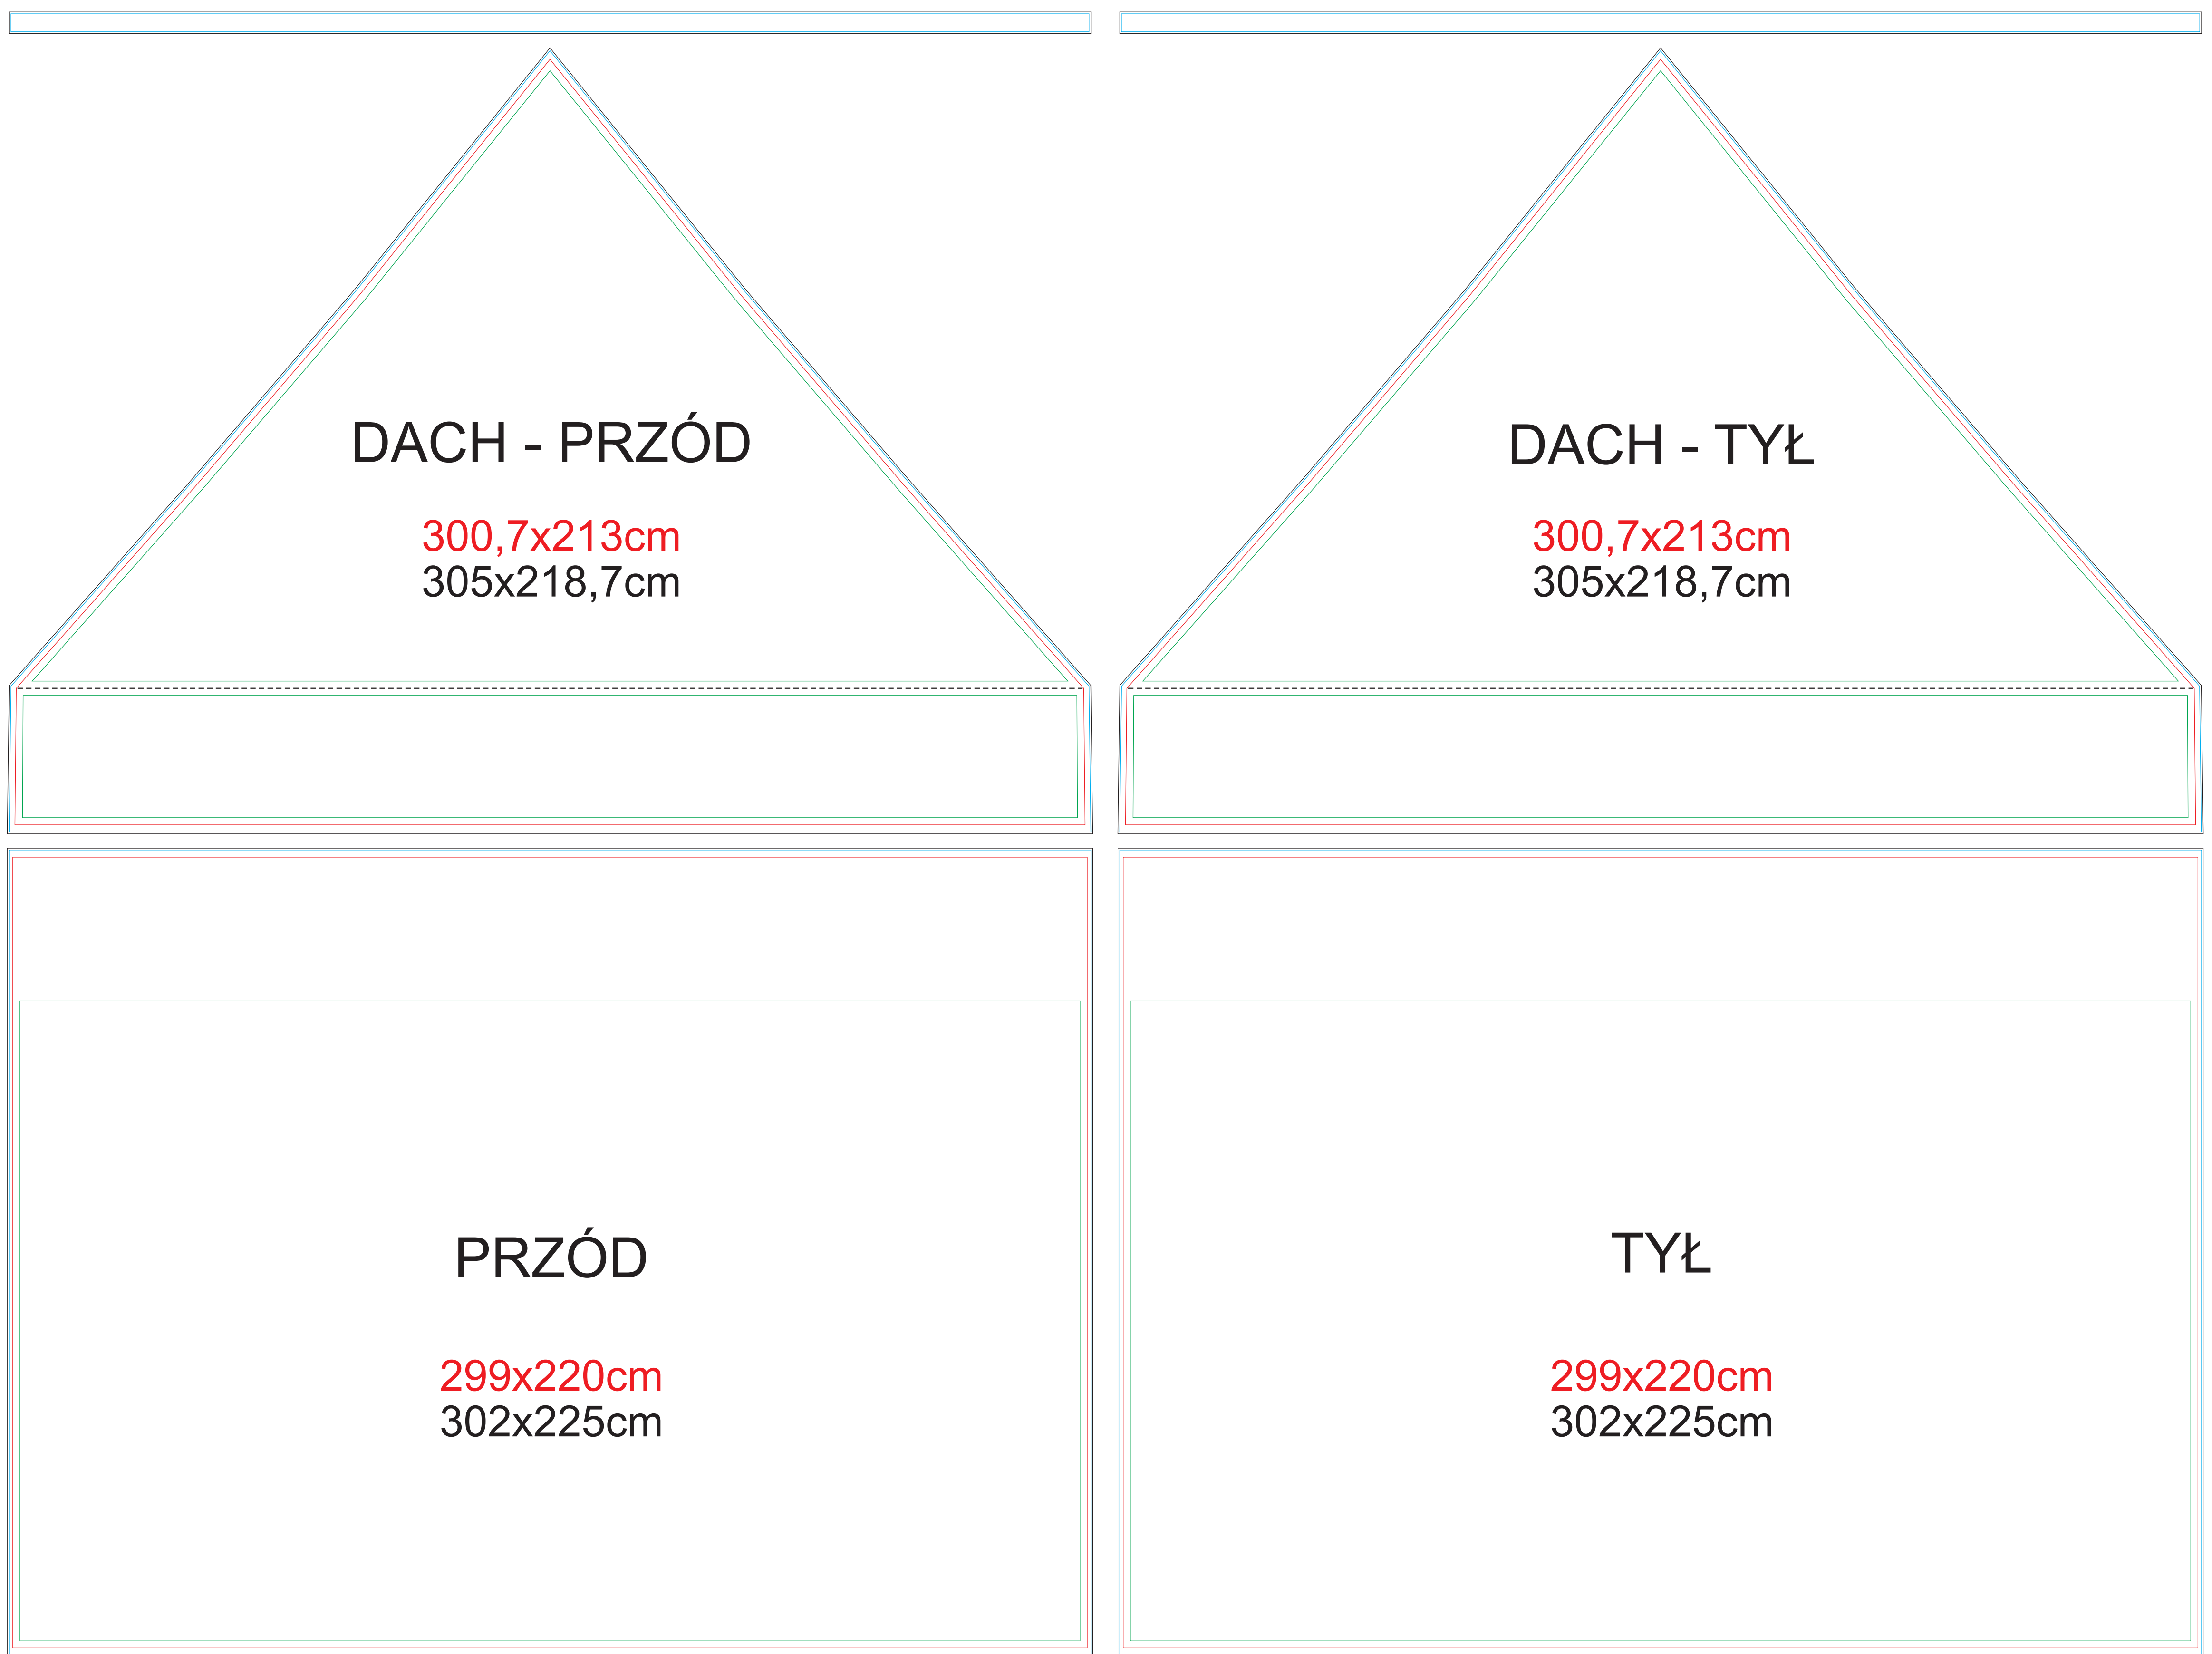 DACH - PRZÓD
300,7x213cm
305x218,7cm
DACH - TYŁ
300,7x213cm
305x218,7cm
PRZÓD
299x220cm
302x225cm
TYŁ
299x220cm
302x225cm